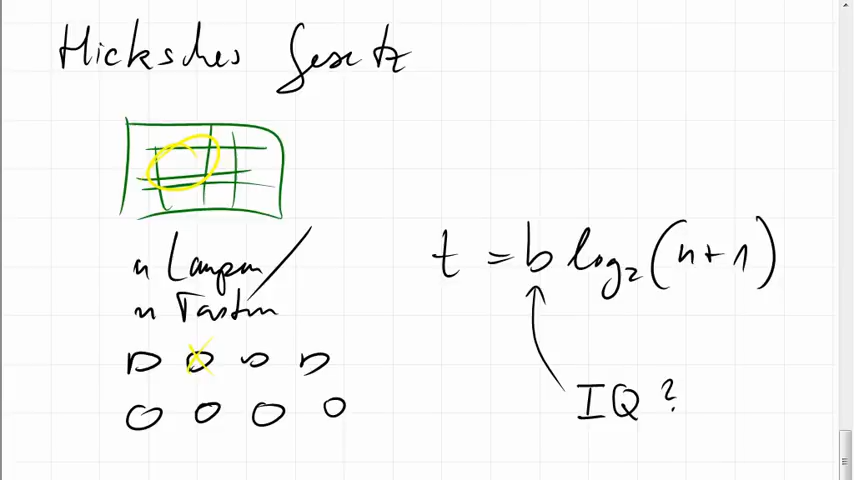 Hicksches Gesetz
n Lampen
n Tasten
t = b log₂(n+1)
IQ?